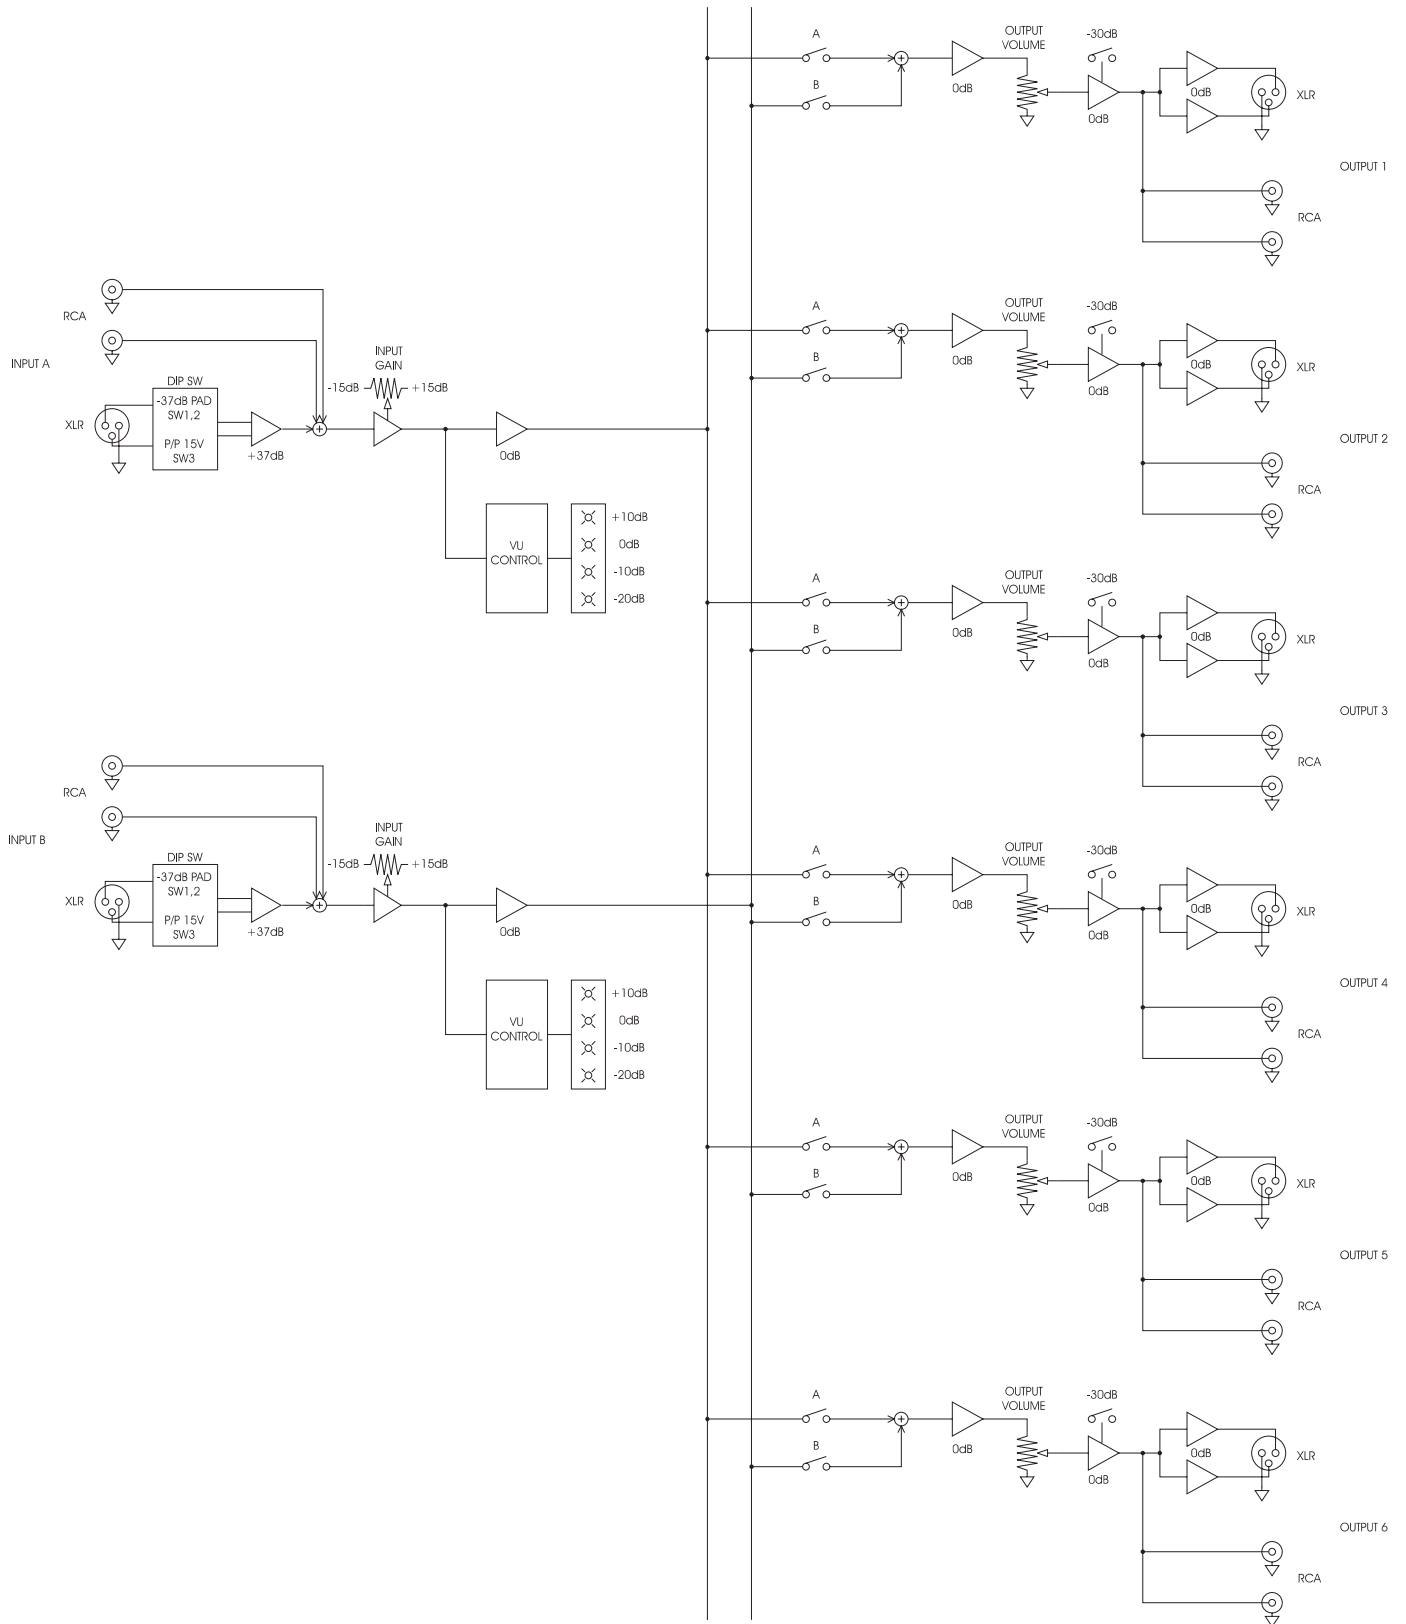 A
OUTPUT
VOLUME
-30dB
B
0dB
0dB
0dB
XLR
OUTPUT 1
RCA
RCA
INPUT A
DIP SW
-37dB PAD
SW1,2
P/P 15V
SW3
XLR
+37dB
INPUT
GAIN
-15dB
+15dB
0dB
VU
CONTROL
+10dB
0dB
-10dB
-20dB
A
OUTPUT
VOLUME
-30dB
B
0dB
0dB
0dB
XLR
OUTPUT 2
RCA
A
OUTPUT
VOLUME
-30dB
B
0dB
0dB
0dB
XLR
OUTPUT 3
RCA
RCA
INPUT B
DIP SW
-37dB PAD
SW1,2
P/P 15V
SW3
XLR
+37dB
INPUT
GAIN
-15dB
+15dB
0dB
VU
CONTROL
+10dB
0dB
-10dB
-20dB
A
OUTPUT
VOLUME
-30dB
B
0dB
0dB
0dB
XLR
OUTPUT 4
RCA
A
OUTPUT
VOLUME
-30dB
B
0dB
0dB
0dB
XLR
OUTPUT 5
RCA
A
OUTPUT
VOLUME
-30dB
B
0dB
0dB
0dB
XLR
OUTPUT 6
RCA